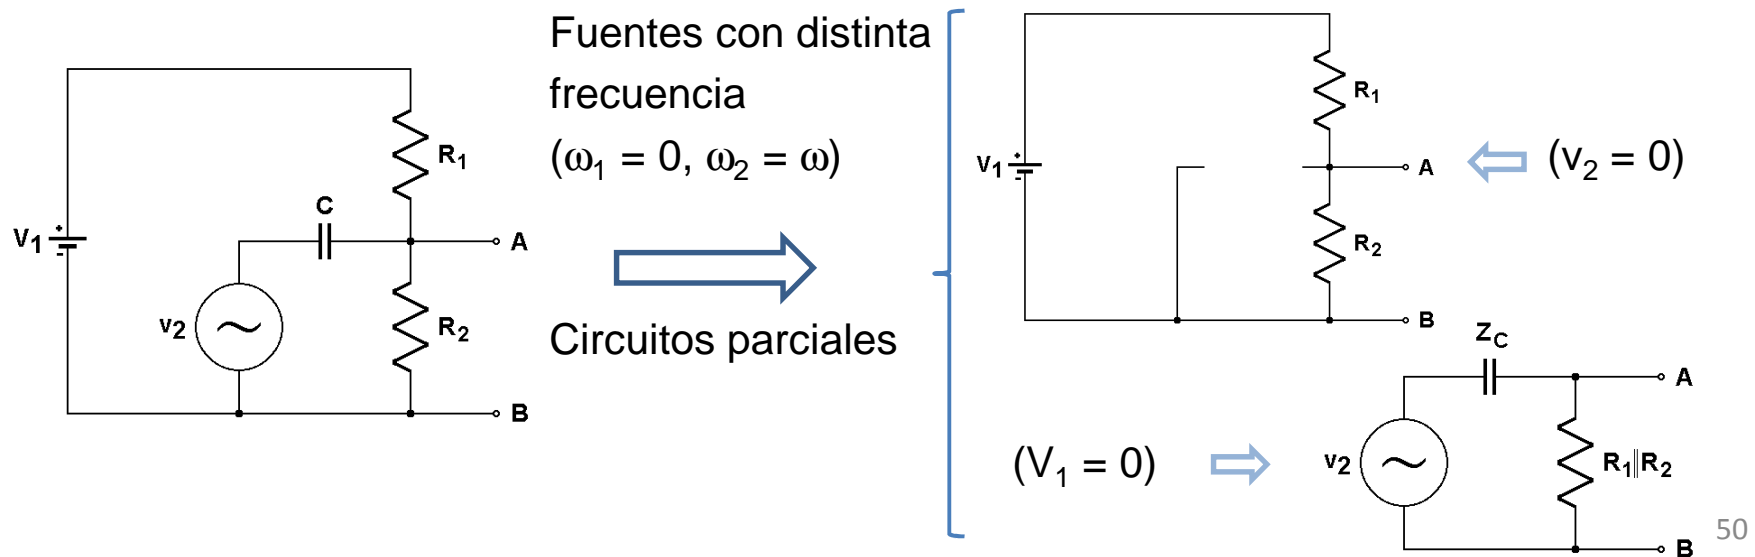 V1
+
-
C
v2
R1
R2
A
B
Fuentes con distinta
frecuencia
(ω1 = 0, ω2 = ω)
Circuitos parciales
V1
+
-
R1
R2
A
B
(v2 = 0)
(V1 = 0)
ZC
v2
R1||R2
A
B
50